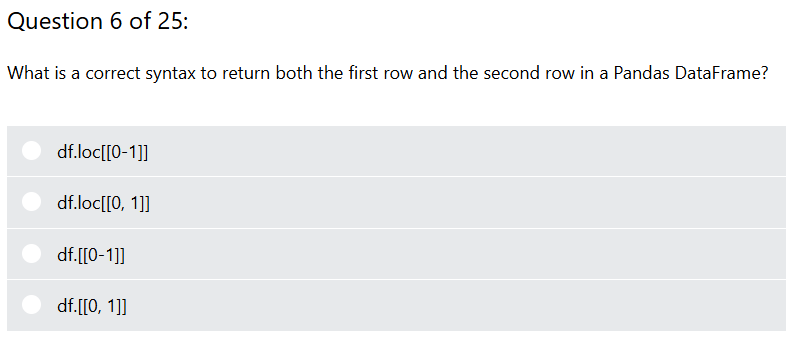 Question 6 of 25:
What is a correct syntax to return both the first row and the second row in a Pandas DataFrame?
df.loc[[0-1]]
df.loc[[0, 1]]
df.[[0-1]]
df.[[0, 1]]